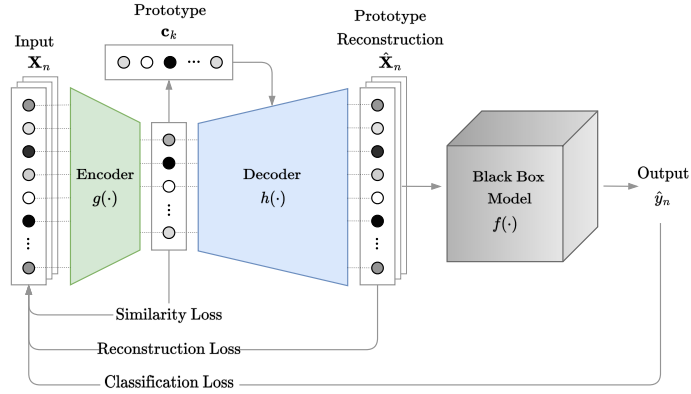 Input
X_n
Prototype
c_k
Prototype
Reconstruction
X̂_n
Encoder
g(·)
Decoder
h(·)
Black Box
Model
f(·)
Output
ŷ_n
Similarity Loss
Reconstruction Loss
Classification Loss